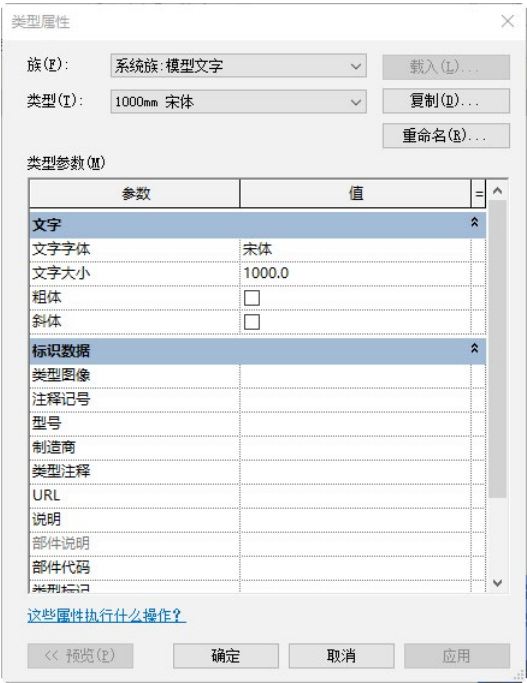 类型属性
族(F): 系统族:模型文字 载入(L)...
类型(T): 1000mm 宋体 复制(D)...
重命名(R)...
类型参数(M)
参数 值 =
文字
文字字体 宋体
文字大小 1000.0
粗体
斜体
标识数据
类型图像
注释记号
型号
制造商
类型注释
URL
说明
部件说明
部件代码
类型标记
这些属性执行什么操作?
<< 预览(P) 确定 取消 应用